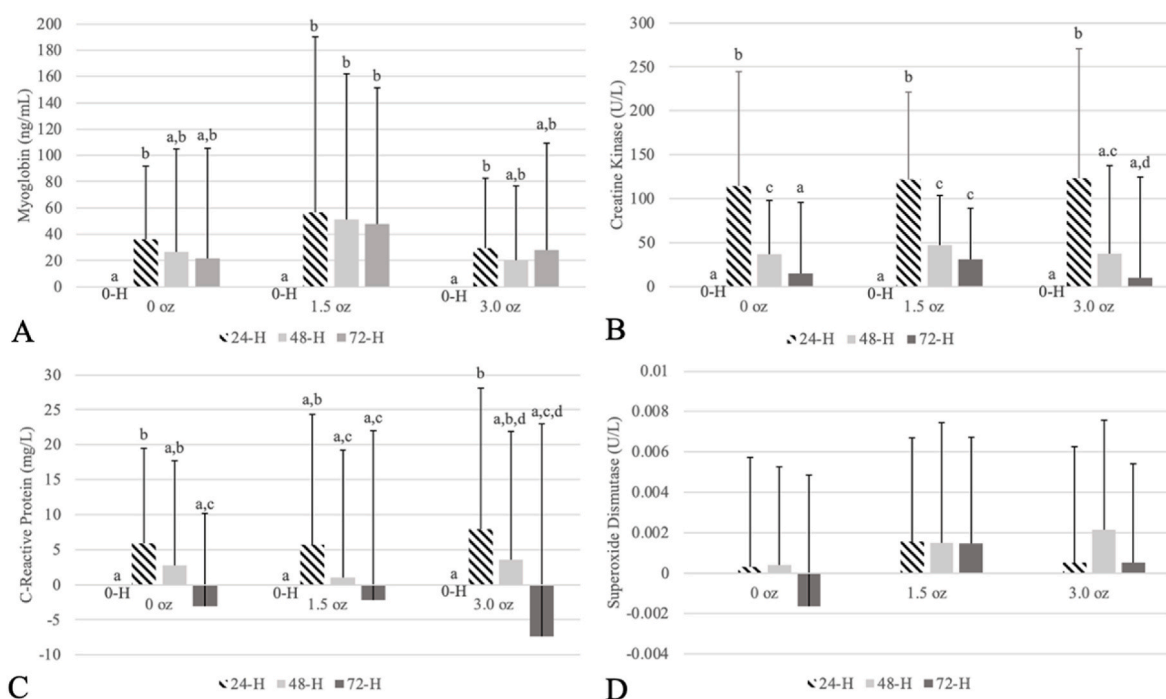 200
180
160
140
120
100
80
60
40
20
0
Myoglobin (ng/mL)
b
a,b
a,b
b
b
b
b
a,b
a,b
a
a
a
0-H
0-H
0-H
0 oz
1.5 oz
3.0 oz
24-H 48-H 72-H
A
300
250
200
150
100
50
0
Creatine Kinase (U/L)
b
c
a
b
c
c
b
a,c
a,d
a
a
a
0-H
0-H
0-H
0 oz
1.5 oz
3.0 oz
24-H 48-H 72-H
B
30
25
20
15
10
5
0
-5
-10
C-Reactive Protein (mg/L)
b
a,b
a,c
a,b
a,c
a,c
b
a,b,d
a,c,d
a
a
a
0-H
0-H
0-H
0 oz
1.5 oz
3.0 oz
24-H 48-H 72-H
C
0.01
0.008
0.006
0.004
0.002
0
-0.002
-0.004
Superoxide Dismutase (U/L)
0 oz
1.5 oz
3.0 oz
24-H 48-H 72-H
D